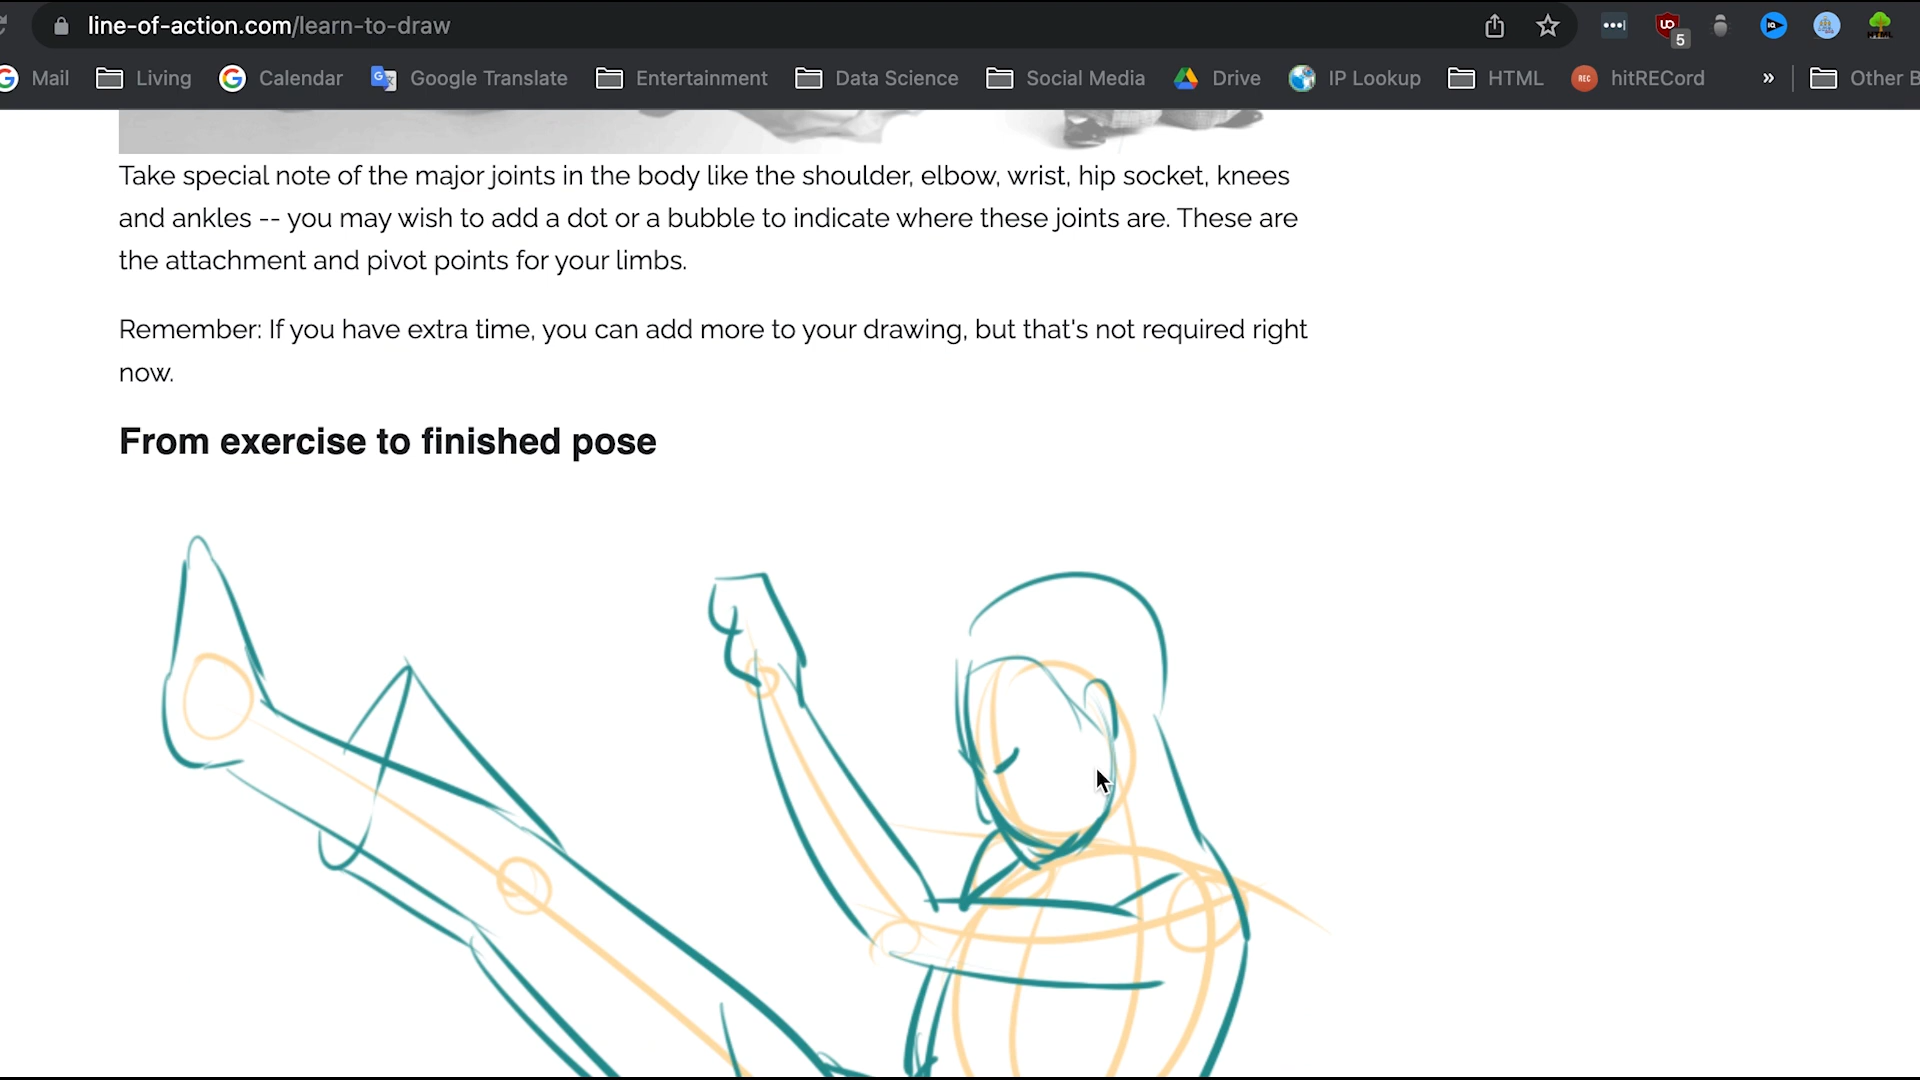 line-of-action.com/learn-to-draw
5
Mail Living Calendar Google Translate Entertainment Data Science Social Media Drive IP Lookup HTML hitRECord » Other B
Take special note of the major joints in the body like the shoulder, elbow, wrist, hip socket, knees
and ankles -- you may wish to add a dot or a bubble to indicate where these joints are. These are
the attachment and pivot points for your limbs.
Remember: If you have extra time, you can add more to your drawing, but that's not required right
now.
From exercise to finished pose